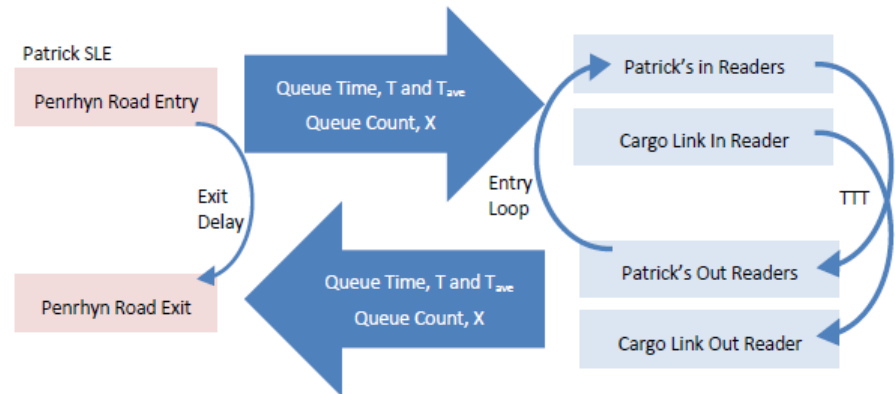 Patrick SLE
Penrhyn Road Entry
Queue Time, T and Tave
Queue Count, X
Patrick's in Readers
Cargo Link In Reader
Exit
Delay
Entry
Loop
TTT
Penrhyn Road Exit
Queue Time, T and Tave
Queue Count, X
Patrick's Out Readers
Cargo Link Out Reader